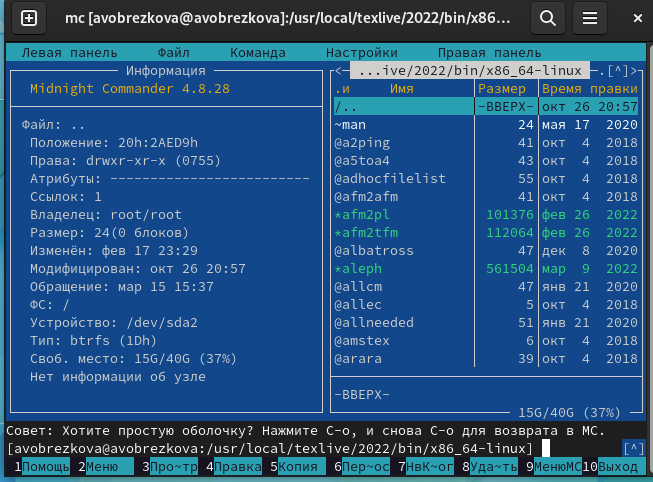 mc [avobrezkova@avobrezkova]:/usr/local/texlive/2022/bin/x86…
Левая панель Файл Команда Настройки Правая панель
Информация
Midnight Commander 4.8.28
Файл: ..
Положение: 20h:2AED9h
Права: drwxr-xr-x (0755)
Атрибуты: -------------------------
Ссылок: 1
Владелец: root/root
Размер: 24(0 блоков)
Изменён: фев 17 23:29
Модифицирован: окт 26 20:57
Обращение: мар 15 15:37
ФС: /
Устройство: /dev/sda2
Тип: btrfs (1Dh)
Своб. место: 15G/40G (37%)
Нет информации об узле
<─ ...ive/2022/bin/x86_64-linux ─.[^]>
.и Имя Размер Время правки
/.. -ВВЕРХ- окт 26 20:57
~man 24 мая 17 2020
@a2ping 41 окт 4 2018
@a5toa4 43 окт 4 2018
@adhocfilelist 55 окт 4 2018
@afm2afm 41 окт 4 2018
*afm2pl 101376 фев 26 2022
*afm2tfm 112064 фев 26 2022
@albatross 47 дек 8 2020
*aleph 561504 мар 9 2022
@allcm 47 янв 21 2020
@allec 5 окт 4 2018
@allneeded 51 янв 21 2020
@amstex 6 окт 4 2018
@arara 39 окт 4 2018
-ВВЕРХ-
15G/40G (37%)
Совет: Хотите простую оболочку? Нажмите C-o, и снова C-o для возврата в MC.
[avobrezkova@avobrezkova:/usr/local/texlive/2022/bin/x86_64-linux] [^]
1Помощь 2Меню 3Про~тр 4Правка 5Копия 6Пер~ос 7НвК~ог 8Уда~ть 9МенюMC 10Выход